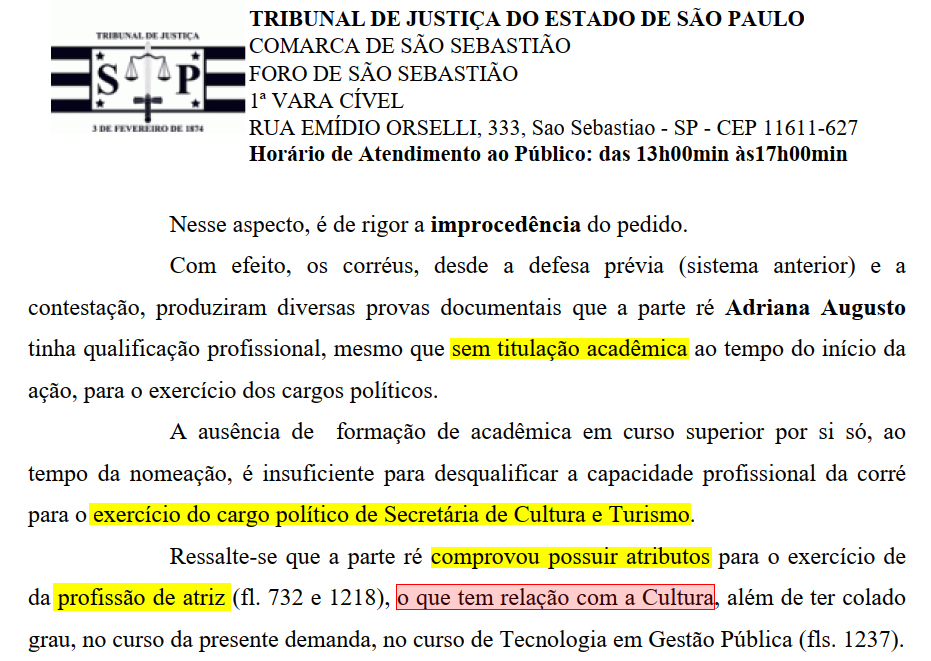 TRIBUNAL DE JUSTIÇA DO ESTADO DE SÃO PAULO
COMARCA DE SÃO SEBASTIÃO
FORO DE SÃO SEBASTIÃO
1ª VARA CÍVEL
RUA EMÍDIO ORSELLI, 333, Sao Sebastiao - SP - CEP 11611-627
Horário de Atendimento ao Público: das 13h00min às17h00min
TRIBUNAL DE JUSTIÇA
S P
3 DE FEVEREIRO DE 1874
Nesse aspecto, é de rigor a improcedência do pedido.
Com efeito, os corréus, desde a defesa prévia (sistema anterior) e a
contestação, produziram diversas provas documentais que a parte ré Adriana Augusto
tinha qualificação profissional, mesmo que sem titulação acadêmica ao tempo do início da
ação, para o exercício dos cargos políticos.
A ausência de formação de acadêmica em curso superior por si só, ao
tempo da nomeação, é insuficiente para desqualificar a capacidade profissional da corré
para o exercício do cargo político de Secretária de Cultura e Turismo.
Ressalte-se que a parte ré comprovou possuir atributos para o exercício de
da profissão de atriz (fl. 732 e 1218), o que tem relação com a Cultura, além de ter colado
grau, no curso da presente demanda, no curso de Tecnologia em Gestão Pública (fls. 1237).